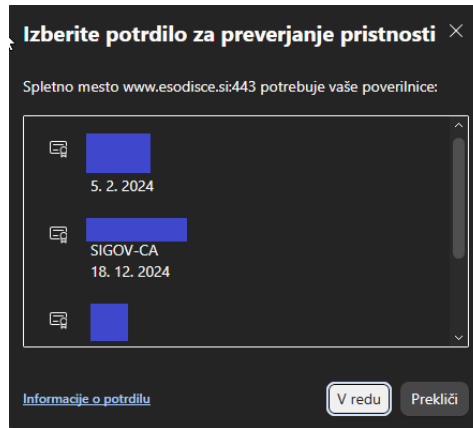 Izberite potrdilo za preverjanje pristnosti
Spletno mesto www.esodisce.si:443 potrebuje vaše poverilnice:
5. 2. 2024
SIGOV-CA
18. 12. 2024
Informacije o potrdilu
V redu
Prekliči